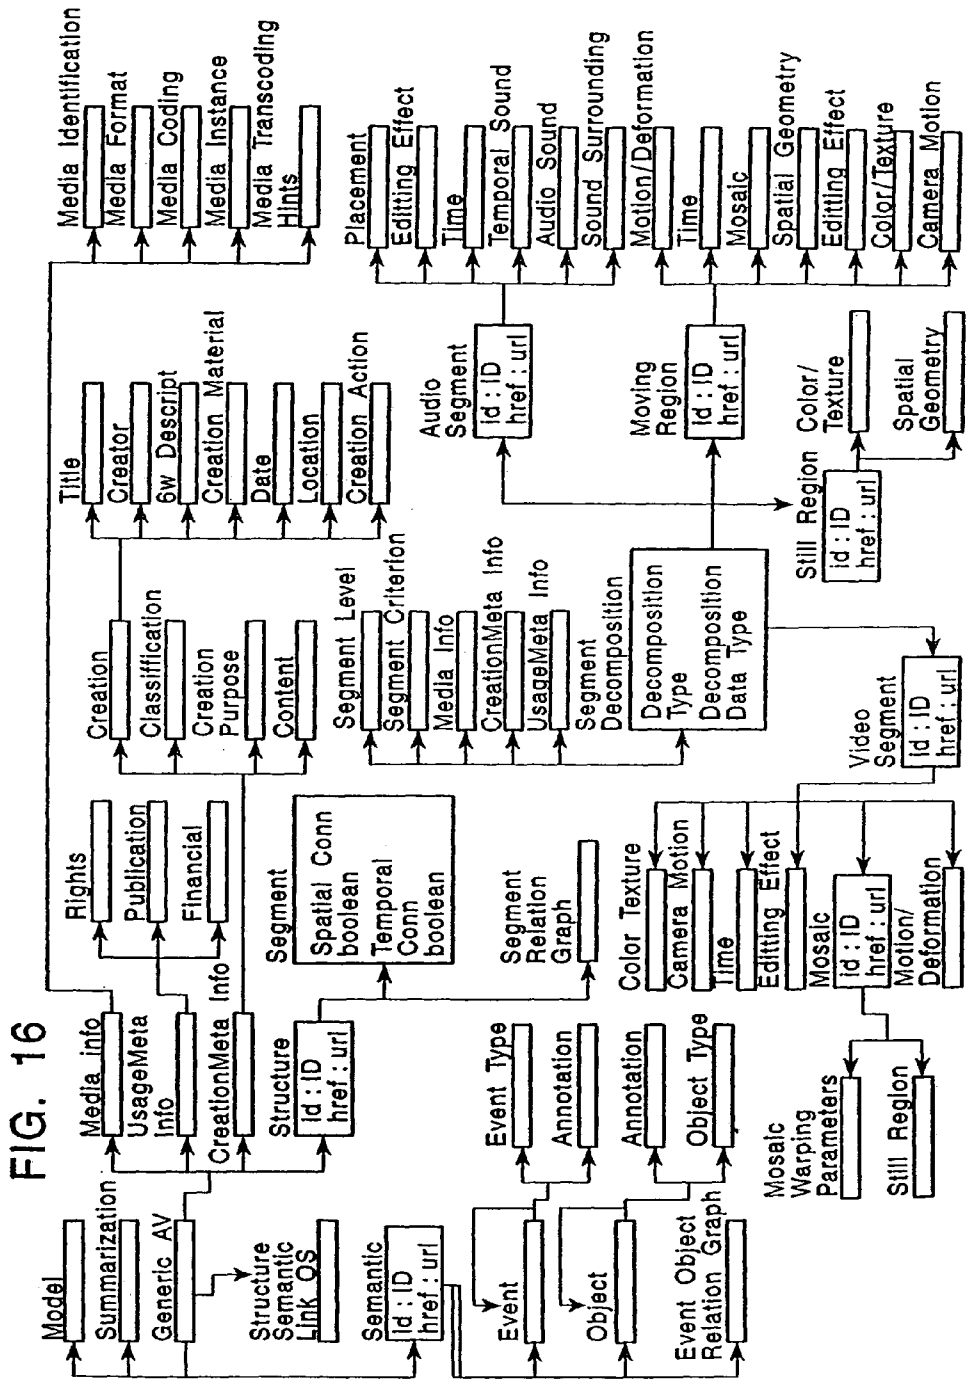 FIG. 16
Model
Summarization
Generic AV
Structure
Semantic
Link OS
Semantic
id : ID
href : url
Event
Object
Event Object
Relation Graph
Media info
UsageMeta
Info
CreationMeta Info
Structure
id : ID
href : url
Event Type
Annotation
Annotation
Object Type
Mosaic
Warping
Parameters
Still Region
Rights
Publication
Financial
Segment
Spatial Conn
boolean
Temporal
Conn
boolean
Segment
Relation
Graph
Color Texture
Camera Motion
Time
Editting Effect
Mosaic
id : ID
href : url
Motion/
Deformation
Creation
Classiffication
Creation
Purpose
Content
Segment Level
Segment Criterion
Media Info
CreationMeta Info
UsageMeta Info
Segment
Decomposition
Decomposition
Type
Decomposition
Data Type
Video
Segment
id : ID
href : url
Title
Creator
6w Descript
Creation Material
Date
Location
Creation Action
Audio
Segment
id : ID
href : url
Moving
Region
id : ID
href : url
Still Region
id : ID
href : url
Color/
Texture
Spatial
Geometry
Media Identification
Media Format
Media Coding
Media Instance
Media Transcoding
Hints
Placement
Editting Effect
Time
Temporal Sound
Audio Sound
Sound Surrounding
Motion/Deformation
Time
Mosaic
Spatial Geometry
Editting Effect
Color/Texture
Camera Motion